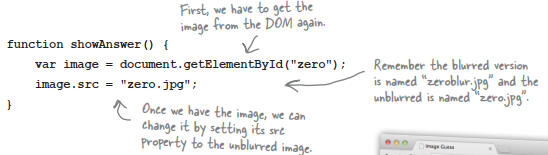 First, we have to get the
image from the DOM again.
function showAnswer() {
var image = document.getElementById("zero");
image.src = "zero.jpg";
}
Remember the blurred version
is named "zeroblur.jpg" and the
unblurred is named "zero.jpg".
Once we have the image, we can
change it by setting its src
property to the unblurred image.
Image Guess